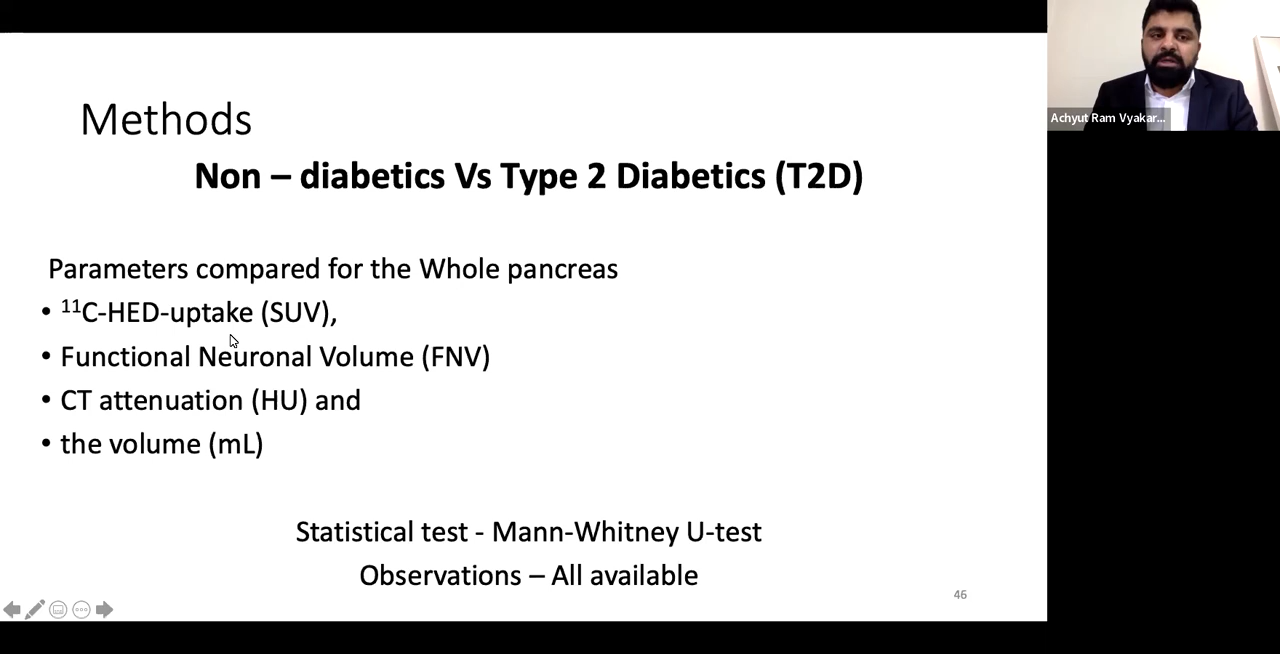 Methods
Non – diabetics Vs Type 2 Diabetics (T2D)
Parameters compared for the Whole pancreas
• ¹¹C-HED-uptake (SUV),
• Functional Neuronal Volume (FNV)
• CT attenuation (HU) and
• the volume (mL)
Statistical test - Mann-Whitney U-test
Observations – All available
46
Achyut Ram Vyakar...